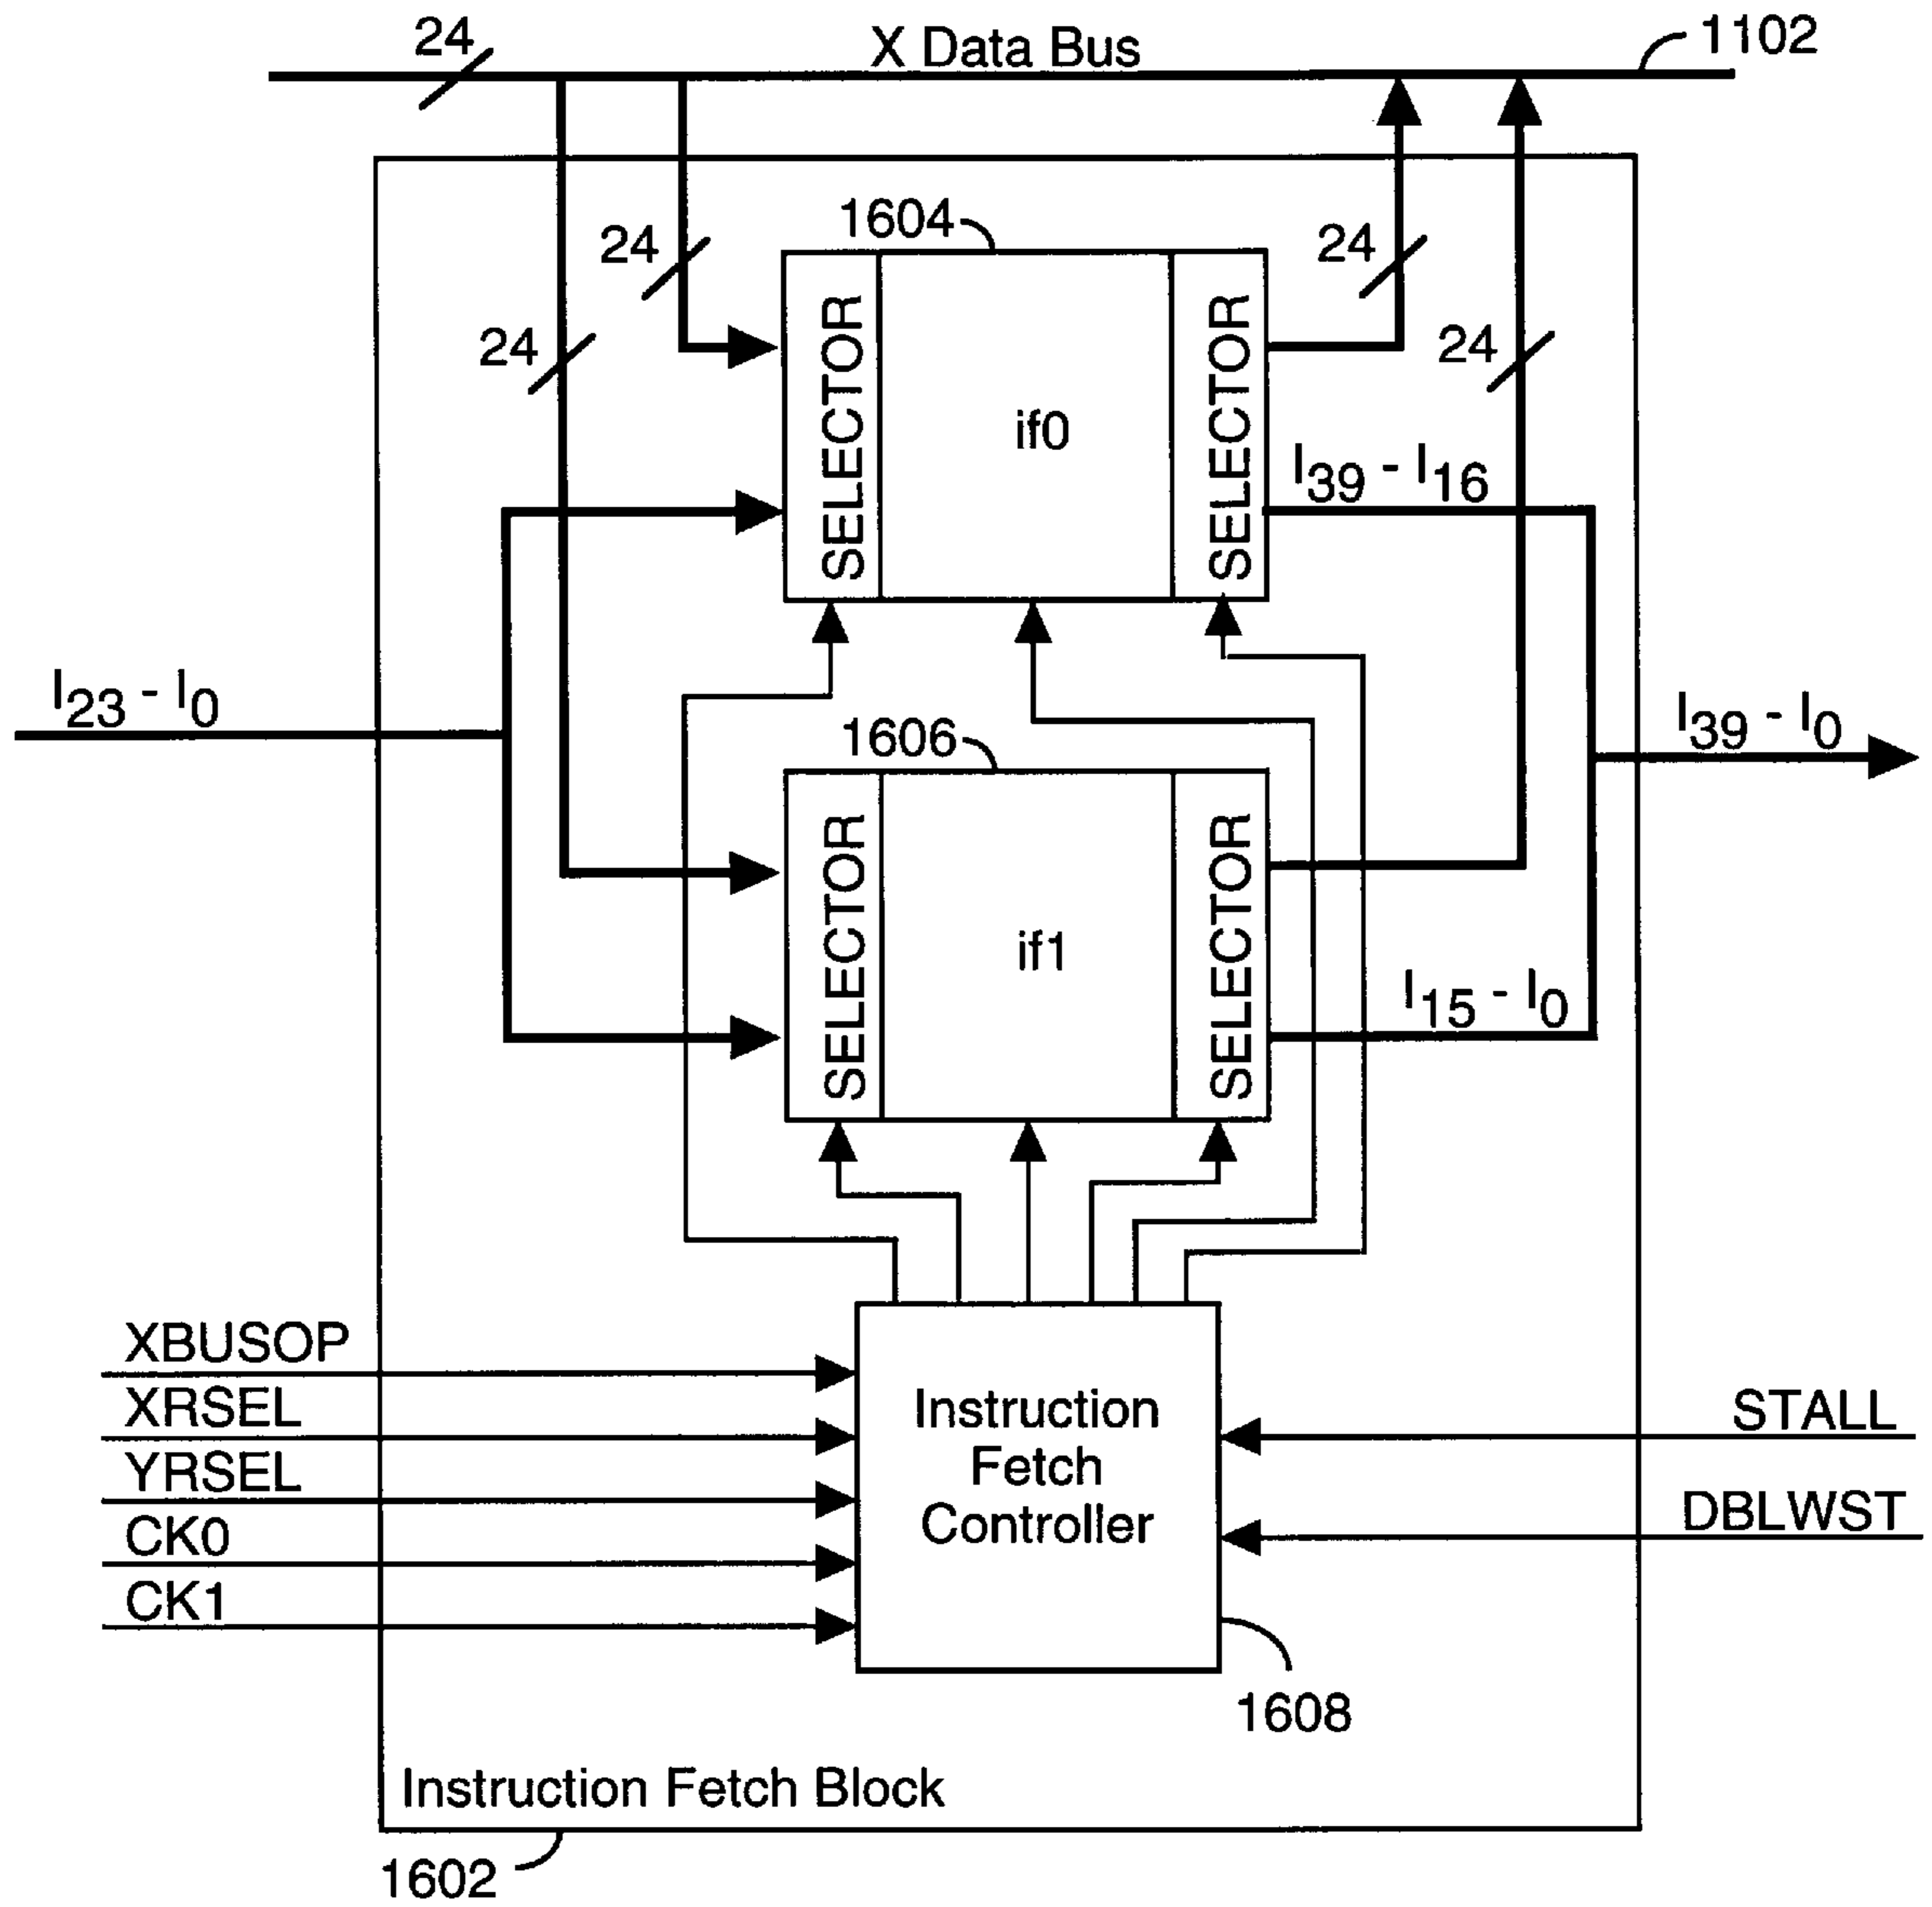 24
X Data Bus
1102
1604
24
24
24
24
SELECTOR
if0
SELECTOR
I39 - I16
I23 - I0
1606
I39 - I0
SELECTOR
if1
SELECTOR
I15 - I0
XBUSOP
XRSEL
YRSEL
CK0
CK1
Instruction
Fetch
Controller
STALL
DBLWST
1608
Instruction Fetch Block
1602